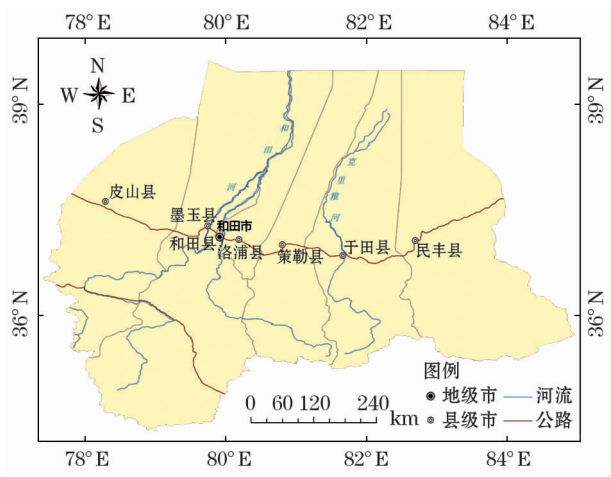 78° E 80° E 82° E 84° E
39° N
39° N
N
W E
S
和
田
河
克
里
雅
河
皮山县
墨玉县
和田市
和田县
洛浦县
策勒县
于田县
民丰县
36° N
36° N
图例
地级市 河流
县级市 公路
0 60 120 240
km
78° E 80° E 82° E 84° E